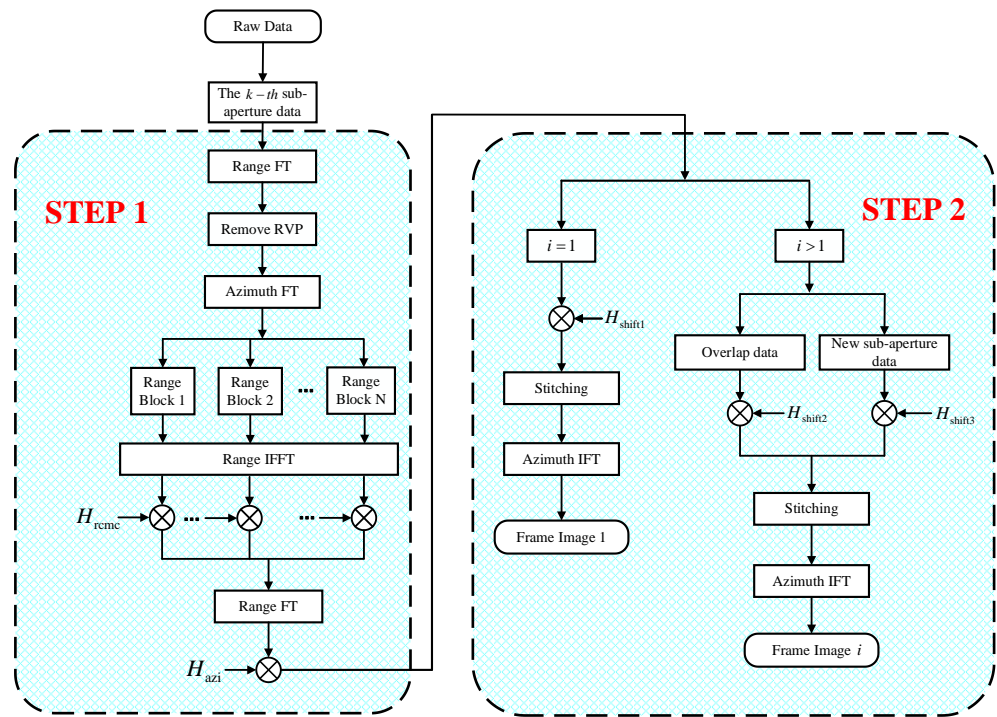 Raw Data
The k − th sub-
aperture data
STEP 1
Range FT
Remove RVP
Azimuth FT
Range
Block 1
Range
Block 2
...
Range
Block N
Range IFFT
H_rcmc
...
...
Range FT
H_azi
STEP 2
i = 1
i > 1
H_shift1
Overlap data
New sub-aperture
data
Stitching
H_shift2
H_shift3
Azimuth IFT
Stitching
Frame Image 1
Azimuth IFT
Frame Image i